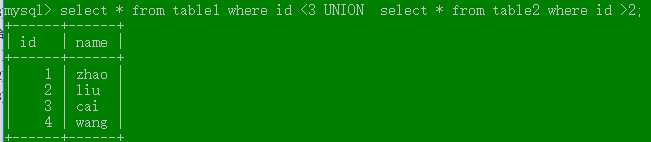 mysql> select * from table1 where id <3 UNION  select * from table2 where id >2;
+------+------+
| id   | name |
+------+------+
|    1 | zhao |
|    2 | liu  |
|    3 | cai  |
|    4 | wang |
+------+------+